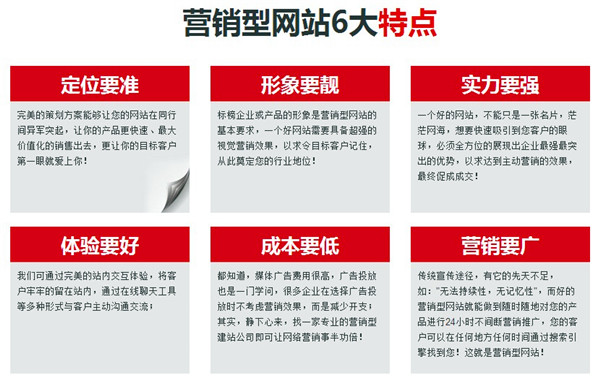 营销型网站6大特点
定位要准
完美的策划方案能够让您的网站在同行
间异军突起，让你的产品更快速、最大
价值化的销售出去，更让你的目标客户
第一眼就爱上你！
形象要靓
标榜企业或产品的形象是营销型网站的
基本要求，一个好网站需要具备超强的
视觉营销效果，以求令目标客户记住，
从此奠定您的行业地位！
实力要强
一个好的网站，不能只是一张名片，茫
茫网海，想要快速吸引到您客户的眼
球，必须全方位的展现出企业最强最突
出的优势，以求达到主动营销的效果，
最终促成成交！
体验要好
我们可通过完美的站内交互体验，将客
户牢牢的留在站内，通过在线聊天工具
等多种形式与客户主动沟通交流；
成本要低
都知道，媒体广告费用很高，广告投放
也是一门学问，很多企业在选择广告投
放时不考虑营销效果，而是减少开支；
其实，静下心来，找一家专业的营销型
建站公司即可让网络营销事半功倍！
营销要广
传统宣传途径，有它的先天不足，
如："无法持续性，无记忆性"，而好的
营销型网站就能做到随时随地对您的产
品进行24小时不间断营销推广，您的客
户可以在任何地方任何时间通过搜索引
擎找到您！这就是营销型网站！